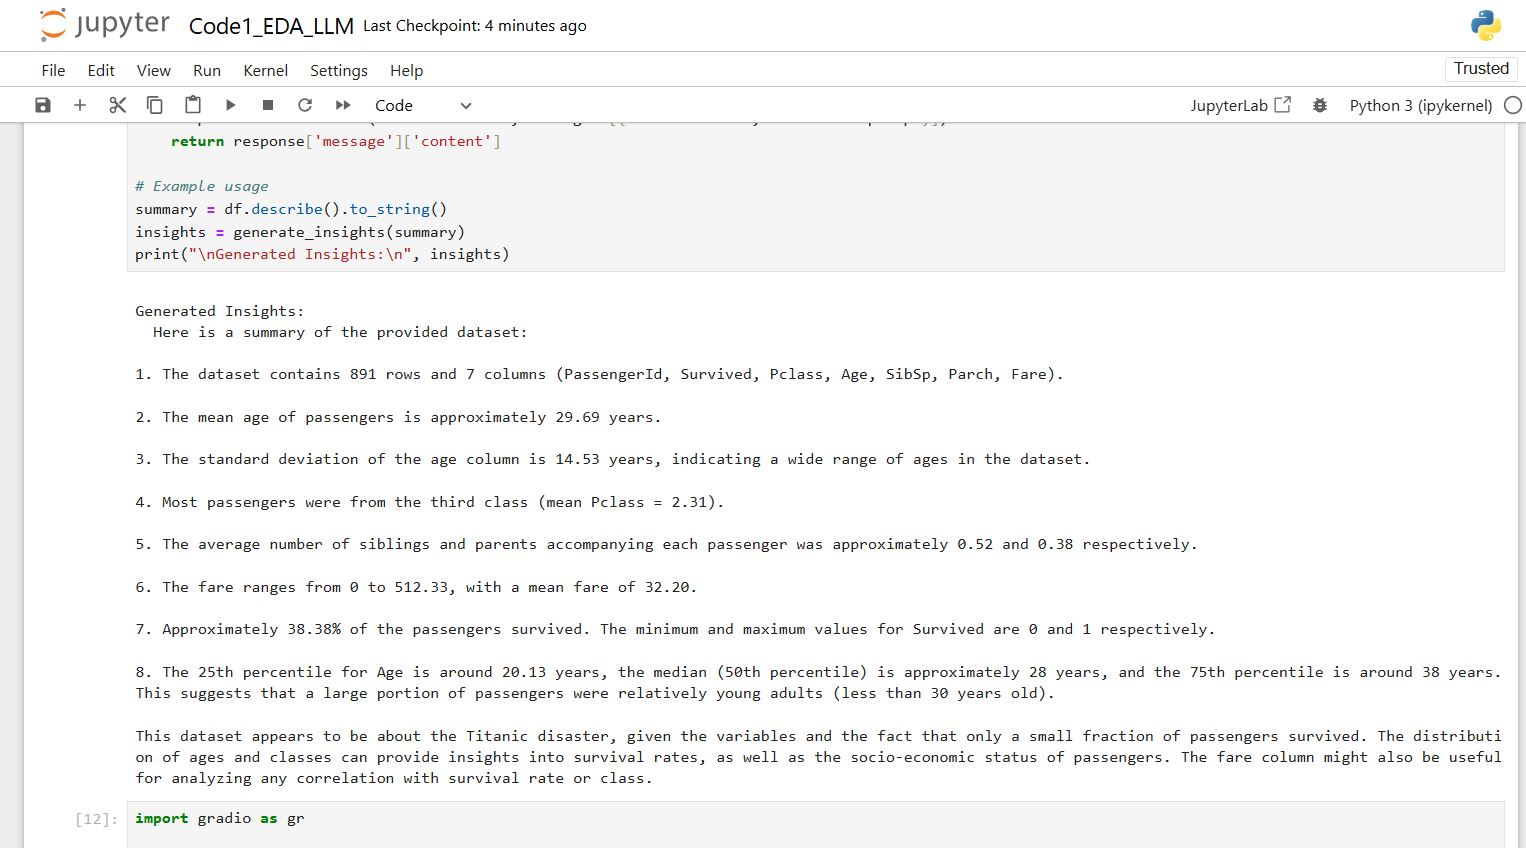 jupyter Code1_EDA_LLM Last Checkpoint: 4 minutes ago
File Edit View Run Kernel Settings Help
Trusted
Code
JupyterLab
Python 3 (ipykernel)
return response['message']['content']
# Example usage
summary = df.describe().to_string()
insights = generate_insights(summary)
print("\nGenerated Insights:\n", insights)
Generated Insights:
Here is a summary of the provided dataset:
1. The dataset contains 891 rows and 7 columns (PassengerId, Survived, Pclass, Age, SibSp, Parch, Fare).
2. The mean age of passengers is approximately 29.69 years.
3. The standard deviation of the age column is 14.53 years, indicating a wide range of ages in the dataset.
4. Most passengers were from the third class (mean Pclass = 2.31).
5. The average number of siblings and parents accompanying each passenger was approximately 0.52 and 0.38 respectively.
6. The fare ranges from 0 to 512.33, with a mean fare of 32.20.
7. Approximately 38.38% of the passengers survived. The minimum and maximum values for Survived are 0 and 1 respectively.
8. The 25th percentile for Age is around 20.13 years, the median (50th percentile) is approximately 28 years, and the 75th percentile is around 38 years.
This suggests that a large portion of passengers were relatively young adults (less than 30 years old).
This dataset appears to be about the Titanic disaster, given the variables and the fact that only a small fraction of passengers survived. The distributi
on of ages and classes can provide insights into survival rates, as well as the socio-economic status of passengers. The fare column might also be useful
for analyzing any correlation with survival rate or class.
[12]: import gradio as gr